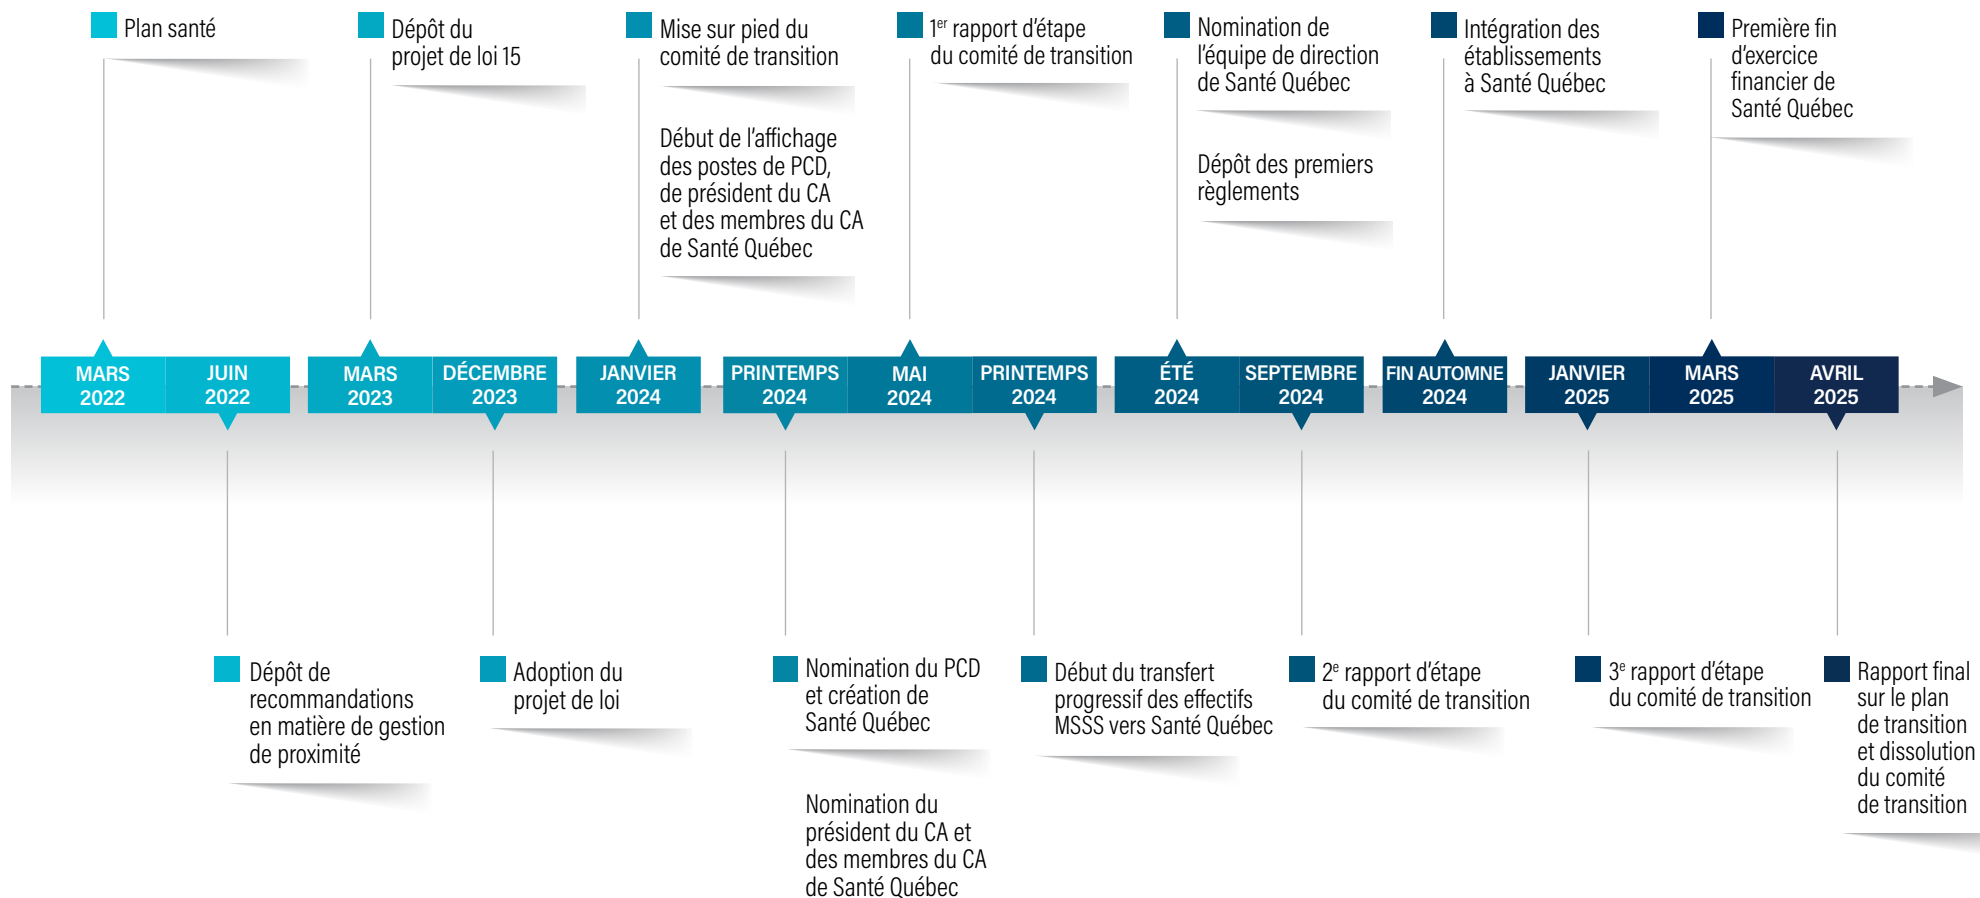 Plan santé
Dépôt du
projet de loi 15
Mise sur pied du
comité de transition
Début de l'affichage
des postes de PCD,
de président du CA
et des membres du CA
de Santé Québec
1er rapport d'étape
du comité de transition
Nomination de
l'équipe de direction
de Santé Québec
Dépôt des premiers
règlements
Intégration des
établissements
à Santé Québec
Première fin
d'exercice
financier de
Santé Québec
MARS
2022
JUIN
2022
MARS
2023
DÉCEMBRE
2023
JANVIER
2024
PRINTEMPS
2024
MAI
2024
PRINTEMPS
2024
ÉTÉ
2024
SEPTEMBRE
2024
FIN AUTOMNE
2024
JANVIER
2025
MARS
2025
AVRIL
2025
Dépôt de
recommandations
en matière de gestion
de proximité
Adoption du
projet de loi
Nomination du PCD
et création de
Santé Québec
Nomination du
président du CA et
des membres du CA
de Santé Québec
Début du transfert
progressif des effectifs
MSSS vers Santé Québec
2e rapport d'étape
du comité de transition
3e rapport d'étape
du comité de transition
Rapport final
sur le plan
de transition
et dissolution
du comité
de transition